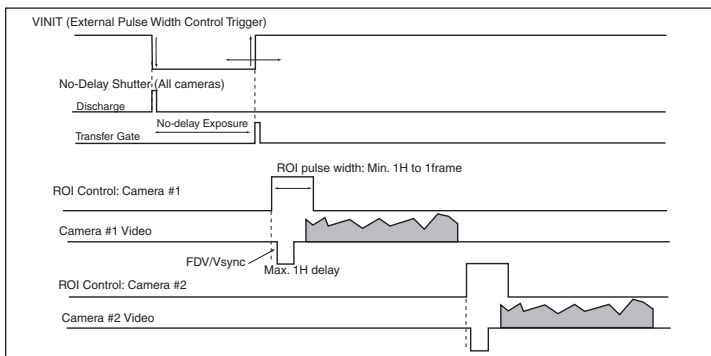 VINIT (External Pulse Width Control Trigger)
No-Delay Shutter (All cameras)
Discharge
No-delay Exposure
Transfer Gate
ROI pulse width: Min. 1H to 1frame
ROI Control: Camera #1
Camera #1 Video
FDV/Vsync
Max. 1H delay
ROI Control: Camera #2
Camera #2 Video